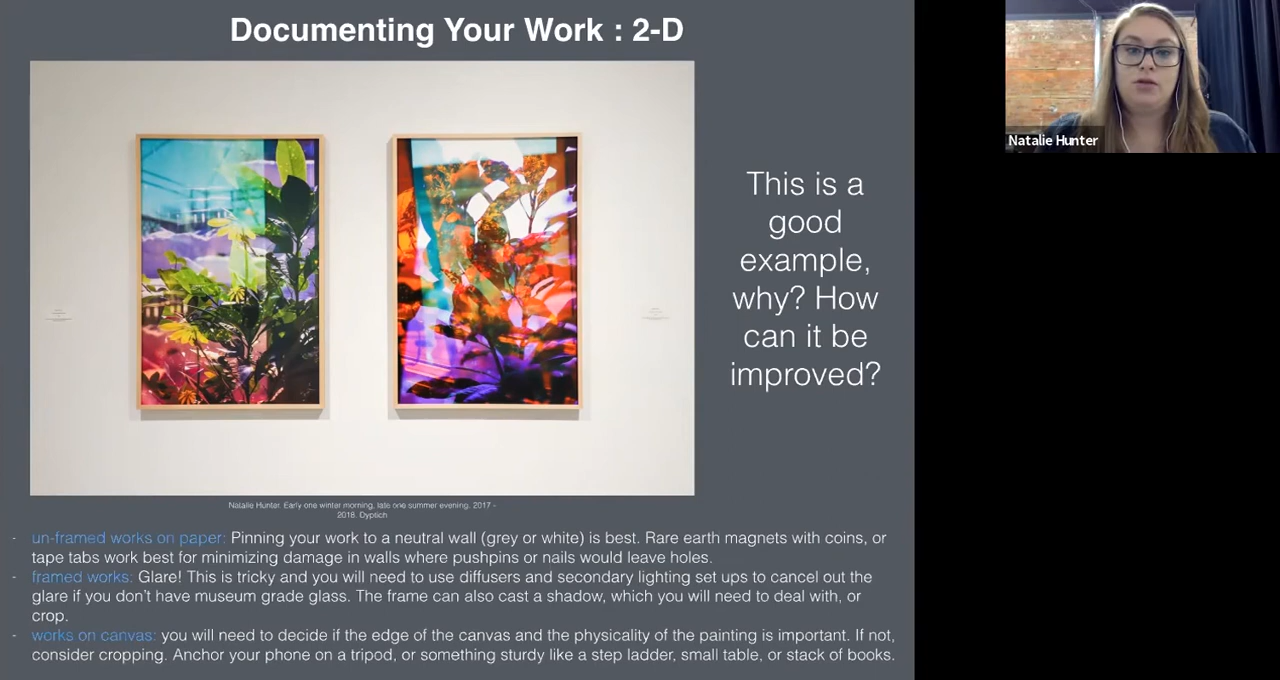 Documenting Your Work : 2-D
Natalie Hunter
This is a
good
example,
why? How
can it be
improved?
Natalie Hunter. Early one winter morning, late one summer evening. 2017 -
2018. Dyptich
- un-framed works on paper: Pinning your work to a neutral wall (grey or white) is best. Rare earth magnets with coins, or
tape tabs work best for minimizing damage in walls where pushpins or nails would leave holes.
- framed works: Glare! This is tricky and you will need to use diffusers and secondary lighting set ups to cancel out the
glare if you don't have museum grade glass. The frame can also cast a shadow, which you will need to deal with, or
crop.
- works on canvas: you will need to decide if the edge of the canvas and the physicality of the painting is important. If not,
consider cropping. Anchor your phone on a tripod, or something sturdy like a step ladder, small table, or stack of books.